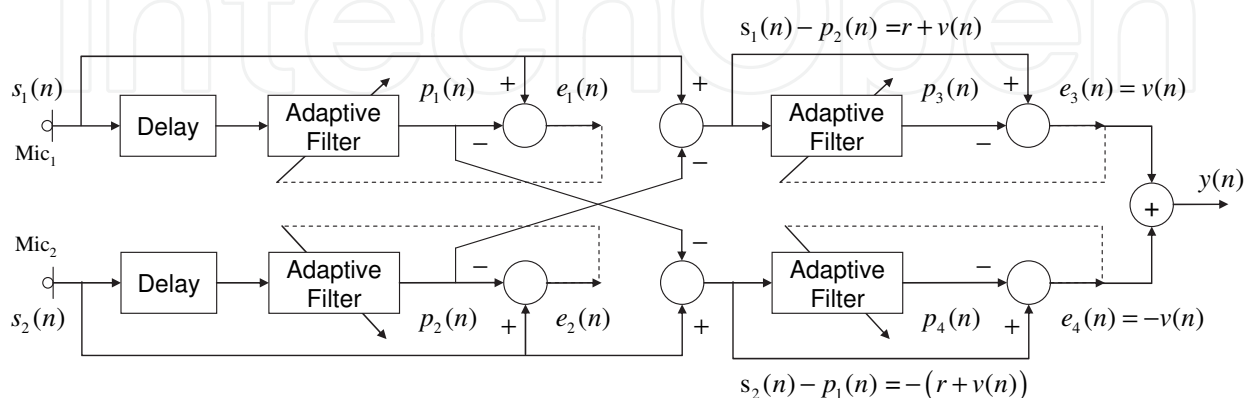 IntechOpen
s₁(n) − p₂(n) = r + v(n)
s₁(n)
+
p₁(n)
e₁(n)
+
p₃(n)
+
e₃(n) = v(n)
Delay
Adaptive
Filter
−
Adaptive
Filter
−
Mic₁
−
y(n)
+
Mic₂
−
Delay
Adaptive
Filter
−
Adaptive
Filter
−
s₂(n)
p₂(n)
+
e₂(n)
+
p₄(n)
+
e₄(n) = −v(n)
s₂(n) − p₁(n) = −(r + v(n))